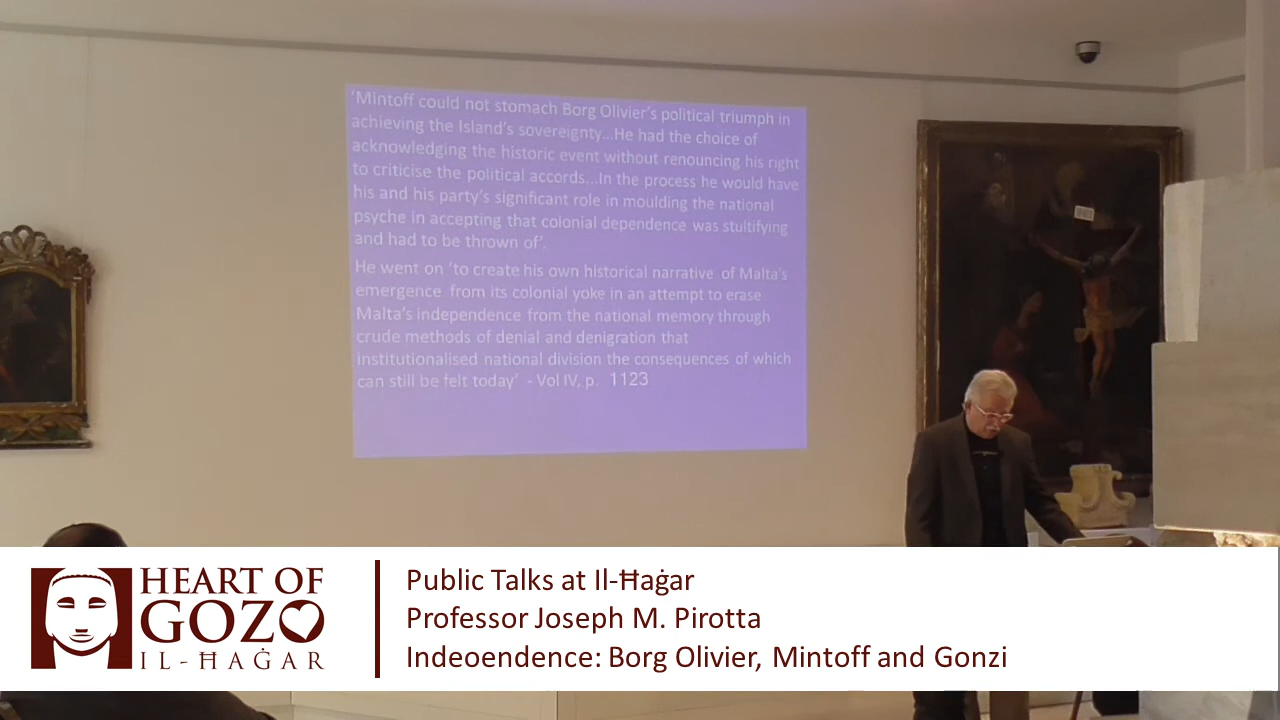 ‘Mintoff could not stomach Borg Olivier’s political triumph in
achieving the Island’s sovereignty...He had the choice of
acknowledging the historic event without renouncing his right
to criticise the political accords...In the process he would have
his and his party’s significant role in moulding the national
psyche in accepting that colonial dependence was stultifying
and had to be thrown of’.
He went on ‘to create his own historical narrative of Malta’s
emergence from its colonial yoke in an attempt to erase
Malta’s independence from the national memory through
crude methods of denial and denigration that
institutionalised national division the consequences of which
can still be felt today’ - Vol IV, p. 1123
HEART OF
GOZO
IL-ĦAĠAR
Public Talks at Il-Ħaġar
Professor Joseph M. Pirotta
Indeoendence: Borg Olivier, Mintoff and Gonzi